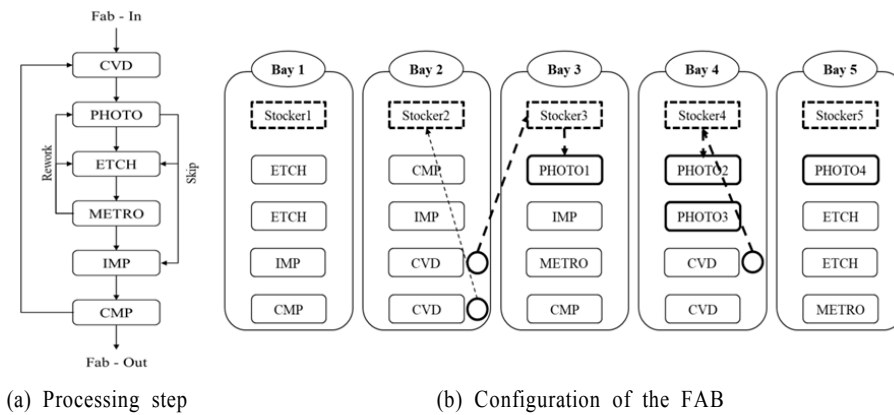 Fab - In
CVD
PHOTO
ETCH
METRO
IMP
CMP
Fab - Out
Rework
Skip
(a) Processing step
Bay 1
Stocker1
ETCH
ETCH
IMP
CMP
Bay 2
Stocker2
CMP
IMP
CVD
CVD
Bay 3
Stocker3
PHOTO1
IMP
METRO
CMP
Bay 4
Stocker4
PHOTO2
PHOTO3
CVD
CVD
Bay 5
Stocker5
PHOTO4
ETCH
ETCH
METRO
(b) Configuration of the FAB